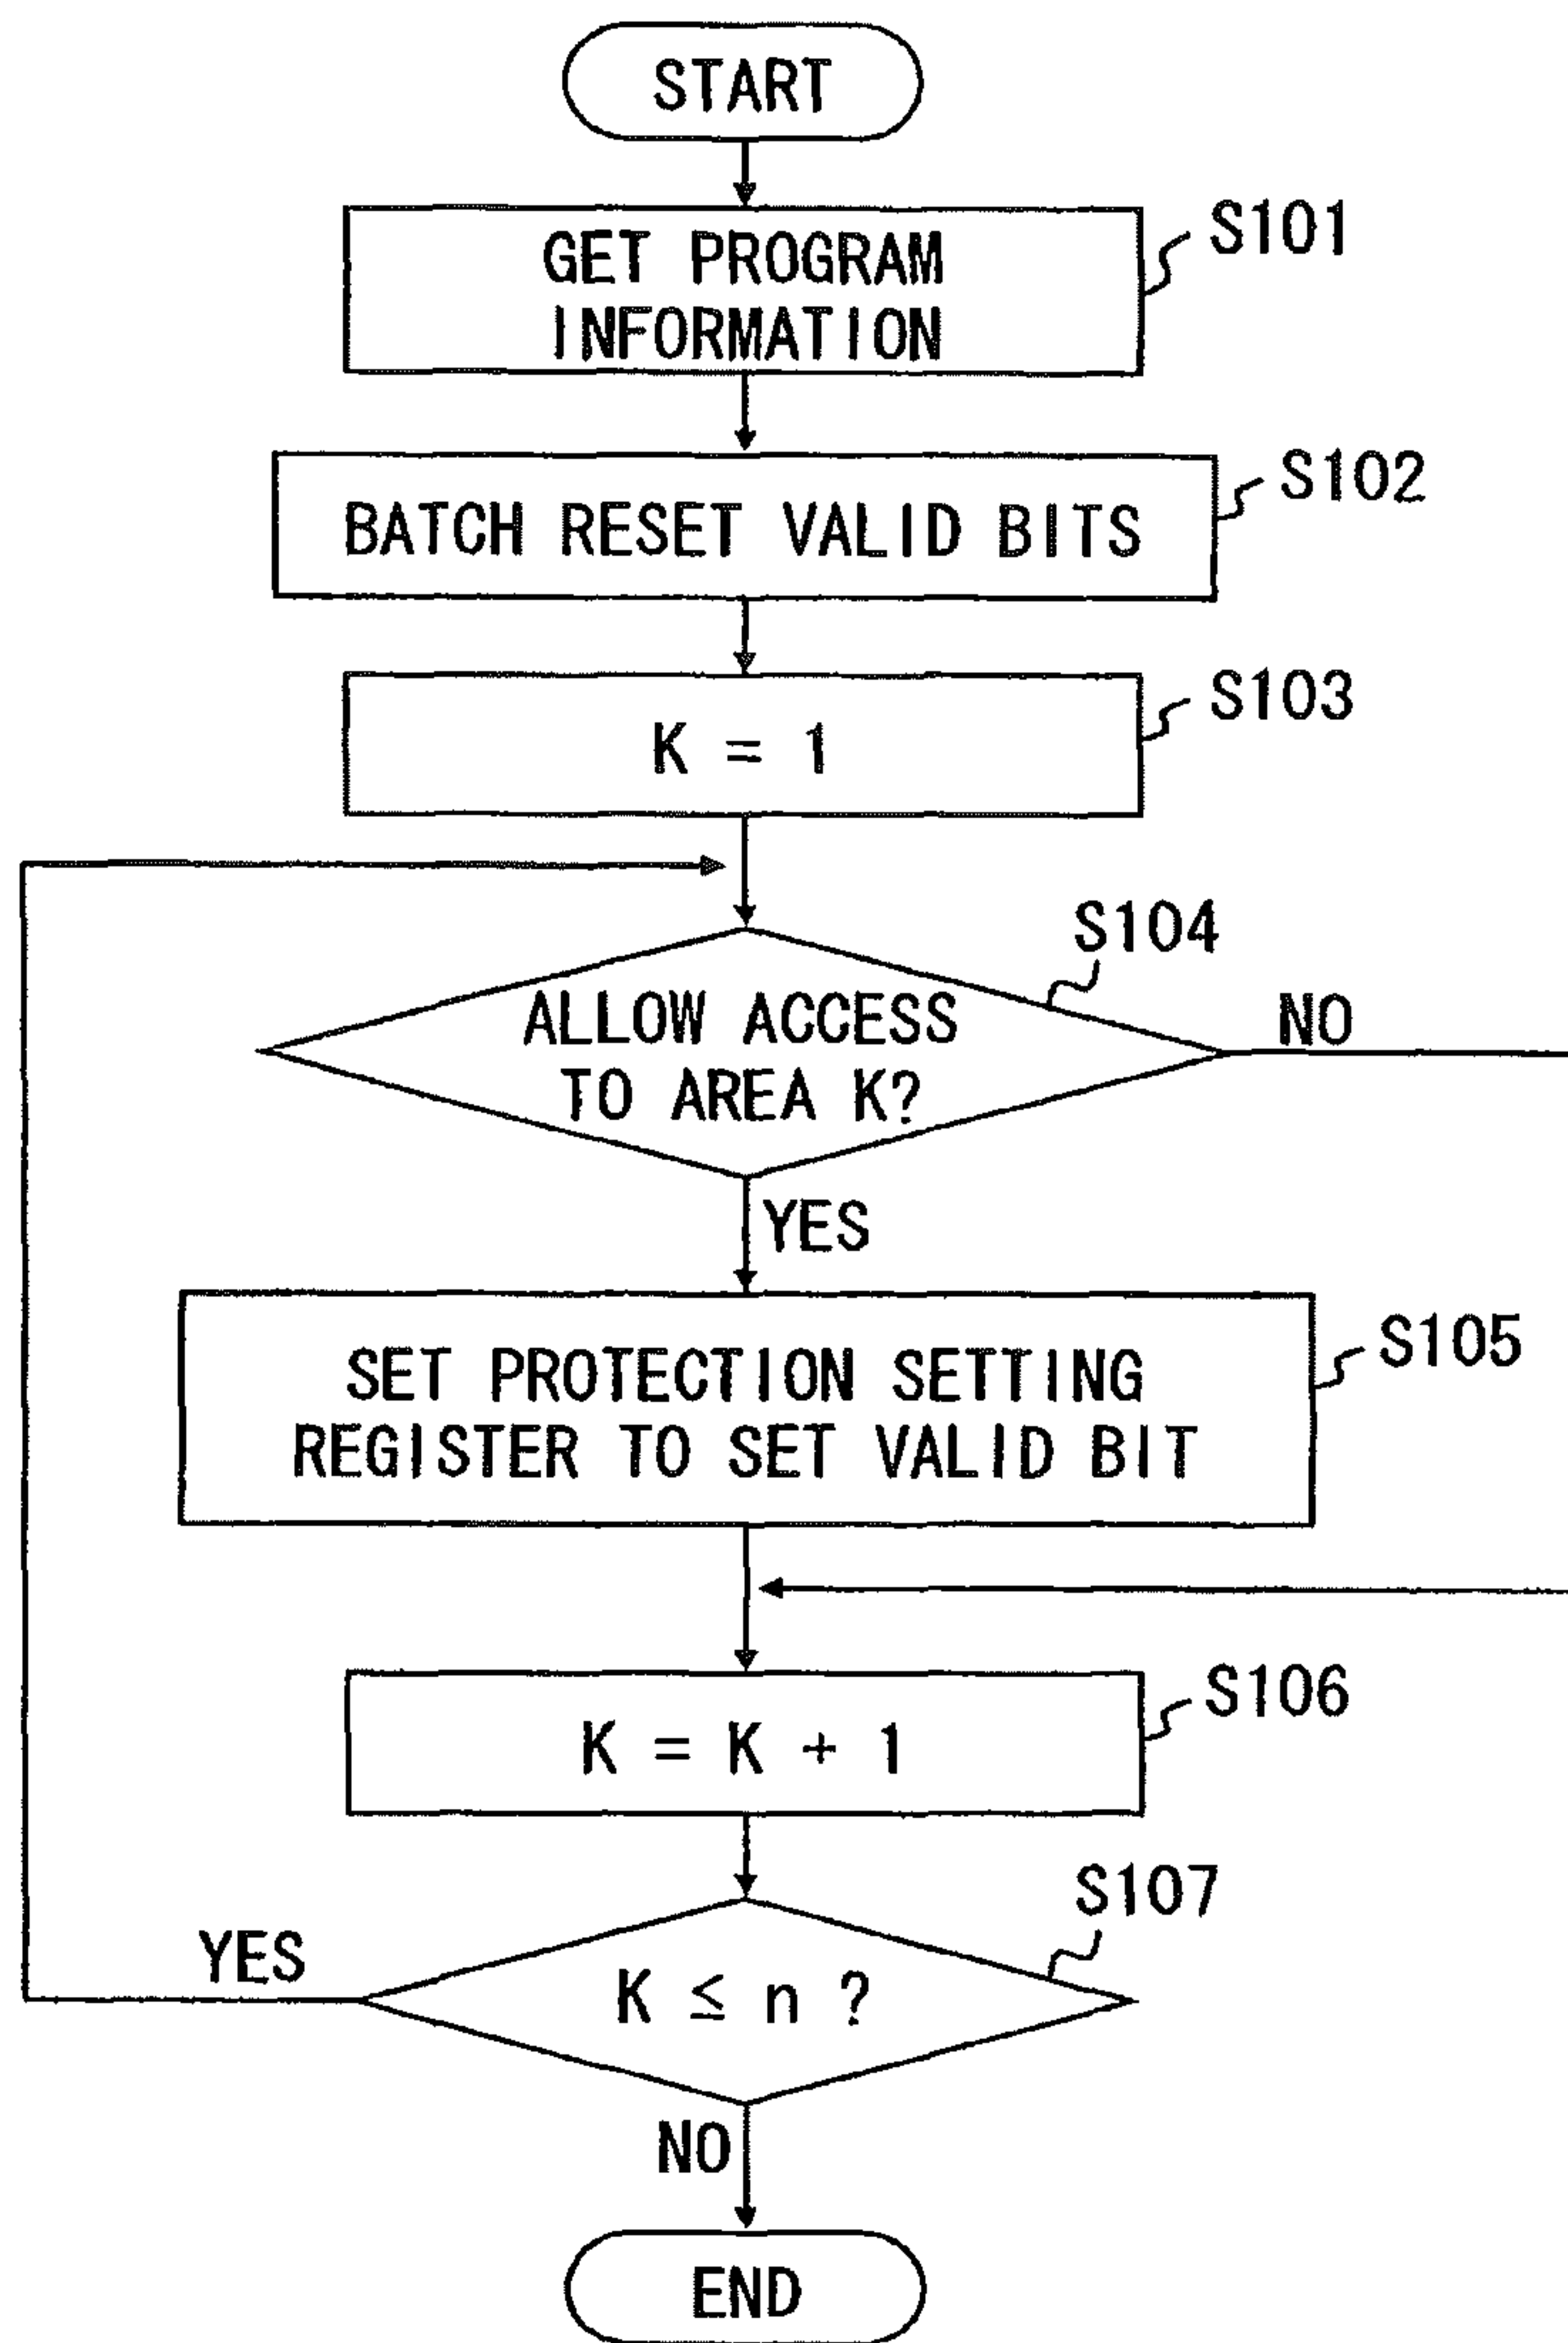 START
GET PROGRAM
INFORMATION
S101
BATCH RESET VALID BITS
S102
K = 1
S103
S104
ALLOW ACCESS
TO AREA K?
NO
YES
SET PROTECTION SETTING
REGISTER TO SET VALID BIT
S105
K = K + 1
S106
S107
YES
K ≤ n ?
NO
END